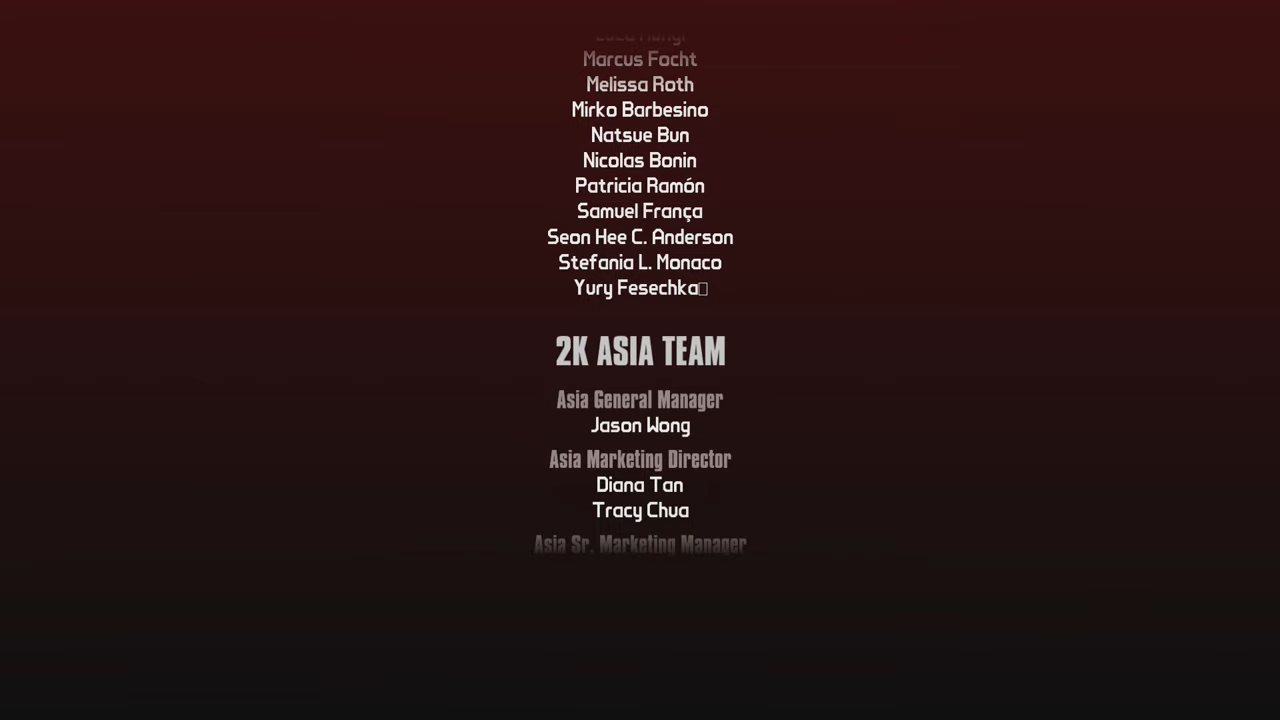 Marcus Focht
Melissa Roth
Mirko Barbesino
Natsue Bun
Nicolas Bonin
Patricia Ramón
Samuel França
Seon Hee C. Anderson
Stefania L. Monaco
Yury Fesechka□
2K ASIA TEAM
Asia General Manager
Jason Wong
Asia Marketing Director
Diana Tan
Tracy Chua
Asia Sr. Marketing Manager